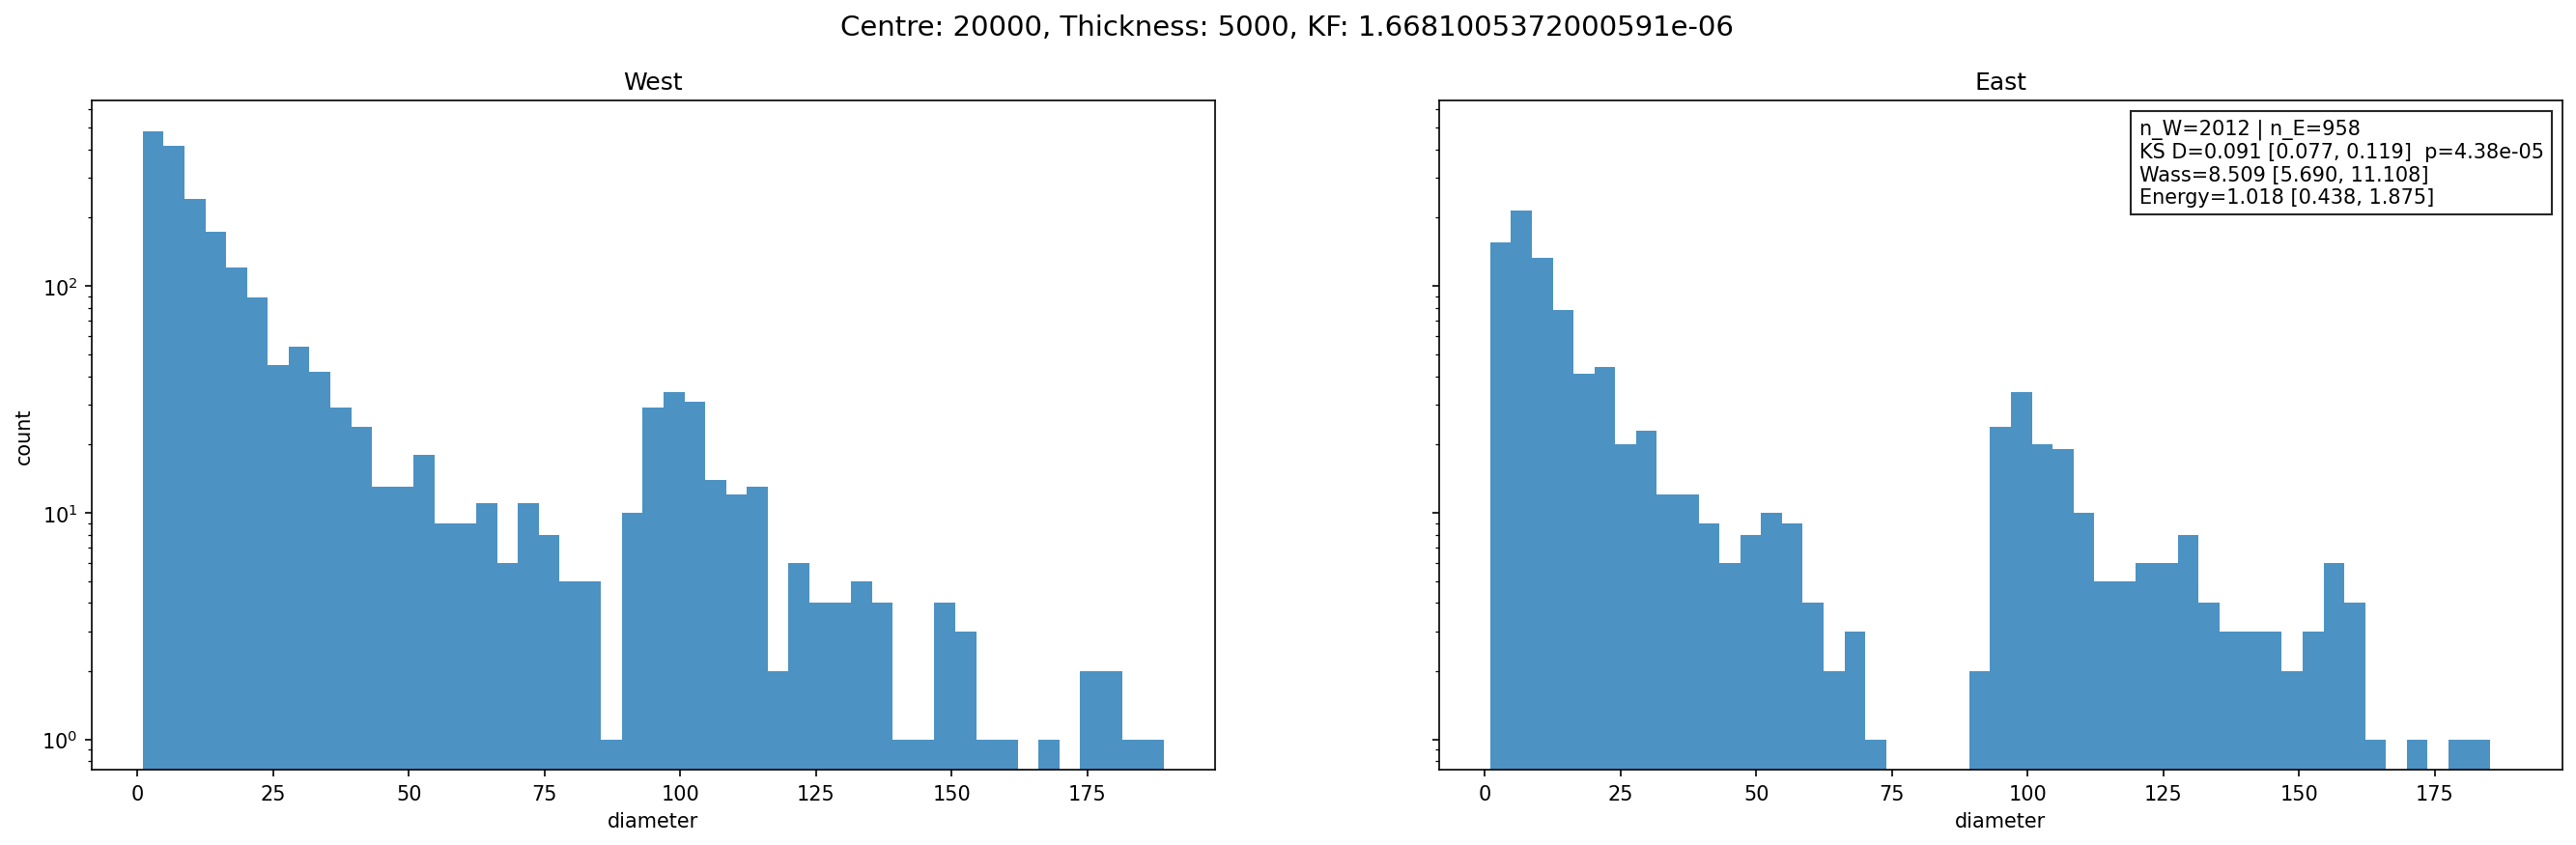 Centre: 20000, Thickness: 5000, KF: 1.6681005372000591e-06
West
count
10²
10¹
10⁰
0 25 50 75 100 125 150 175
diameter
East
n_W=2012 | n_E=958
KS D=0.091 [0.077, 0.119]  p=4.38e-05
Wass=8.509 [5.690, 11.108]
Energy=1.018 [0.438, 1.875]
0 25 50 75 100 125 150 175
diameter